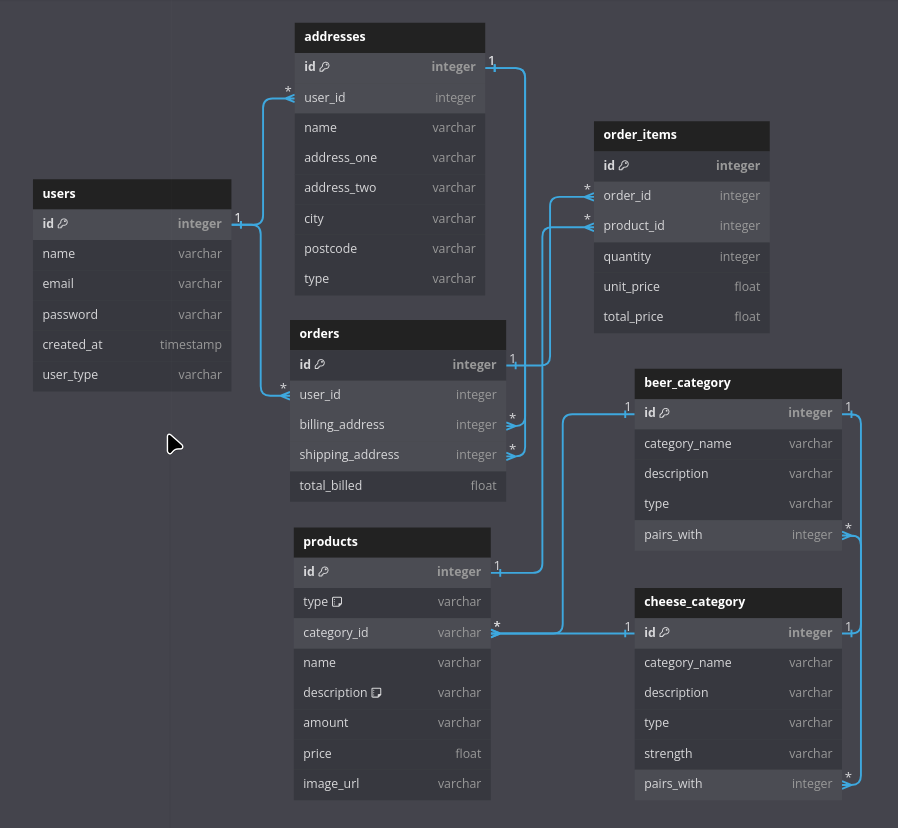 addresses
id integer
user_id integer
name varchar
address_one varchar
address_two varchar
city varchar
postcode varchar
type varchar
users
id integer
name varchar
email varchar
password varchar
created_at timestamp
user_type varchar
orders
id integer
user_id integer
billing_address integer
shipping_address integer
total_billed float
products
id integer
type varchar
category_id varchar
name varchar
description varchar
amount varchar
price float
image_url varchar
order_items
id integer
order_id integer
product_id integer
quantity integer
unit_price float
total_price float
beer_category
id integer
category_name varchar
description varchar
type varchar
pairs_with integer
cheese_category
id integer
category_name varchar
description varchar
type varchar
strength varchar
pairs_with integer
1
*
1
*
*
*
1
*
*
1
*
1
1
*
1
1
*